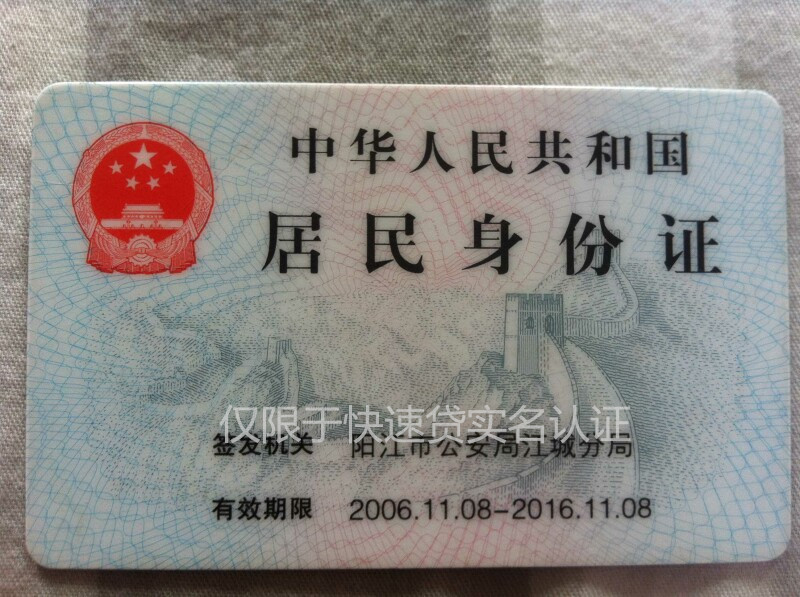 中华人民共和国
居民身份证
仅限于快速贷实名认证
签发机关 阳江市公安局江城分局
有效期限 2006.11.08-2016.11.08